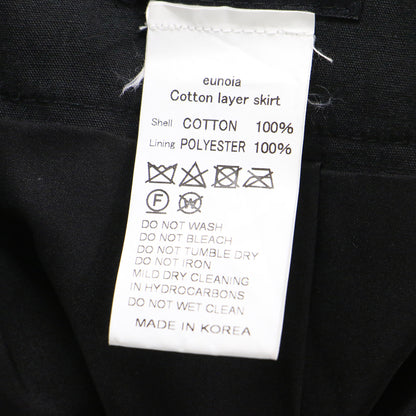 eunoia
Cotton layer skirt
Shell COTTON 100%
Lining POLYESTER 100%
F W
DO NOT WASH
DO NOT BLEACH
DO NOT TUMBLE DRY
DO NOT IRON
MILD DRY CLEANING
IN HYDROCARBONS
DO NOT WET CLEAN
MADE IN KOREA